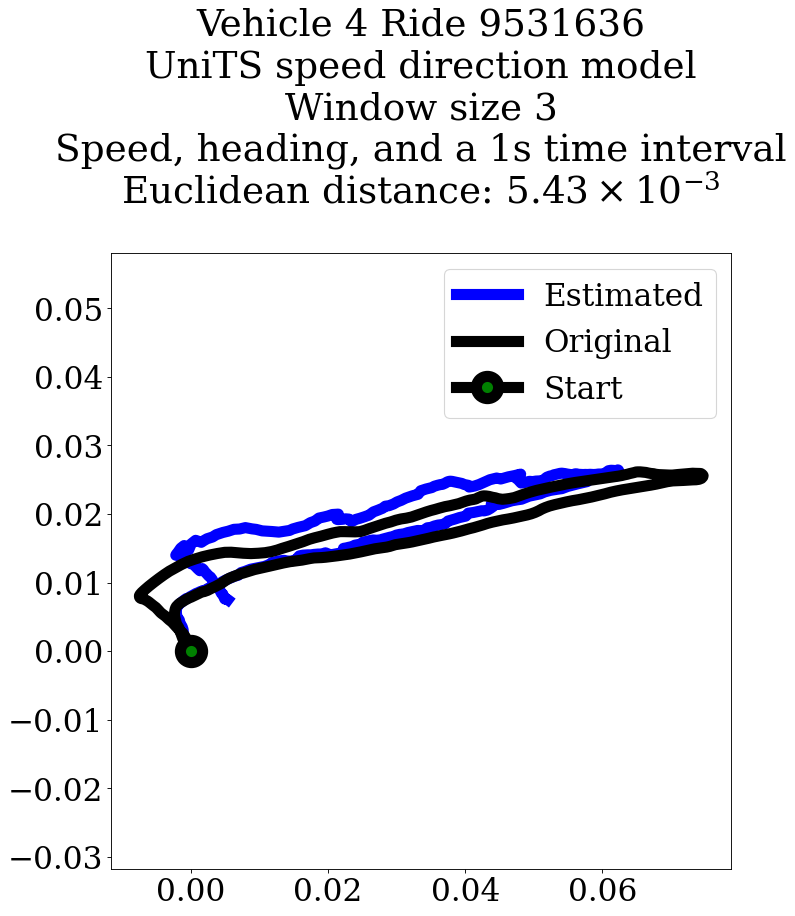 Vehicle 4 Ride 9531636
UniTS speed direction model
Window size 3
Speed, heading, and a 1s time interval
Euclidean distance: 5.43 × 10⁻³
Estimated
Original
Start
0.05
0.04
0.03
0.02
0.01
0.00
−0.01
−0.02
−0.03
0.00 0.02 0.04 0.06